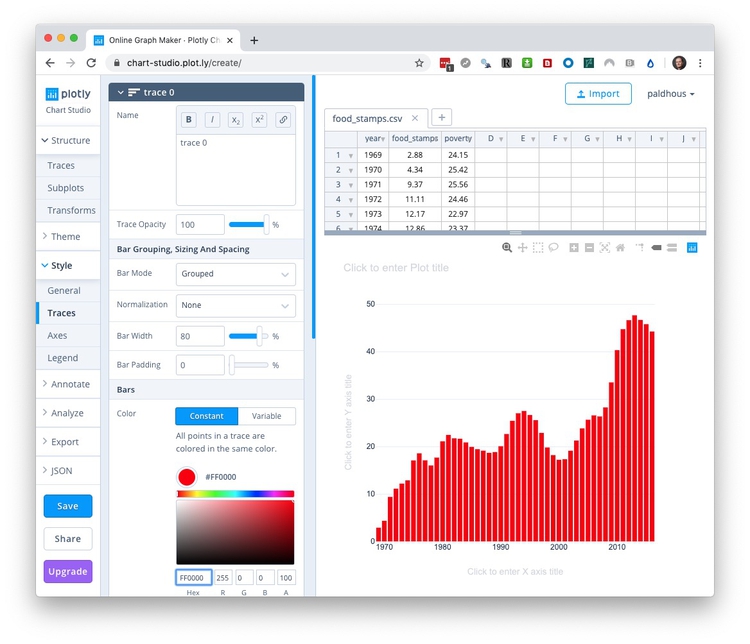 Online Graph Maker · Plotly Ch
chart-studio.plot.ly/create/
plotly
Chart Studio
Structure
Traces
Subplots
Transforms
Theme
Style
General
Traces
Axes
Legend
Annotate
Analyze
Export
JSON
Save
Share
Upgrade
trace 0
Name
B I X2 X2
trace 0
Trace Opacity 100 %
Bar Grouping, Sizing And Spacing
Bar Mode Grouped
Normalization None
Bar Width 80 %
Bar Padding 0 %
Bars
Color Constant Variable
All points in a trace are
colored in the same color.
#FF0000
FF0000 255 0 0 100
Hex R G B A
Import
paldhous
food_stamps.csv
year food_stamps poverty D E F G H I J
1 1969 2.88 24.15
2 1970 4.34 25.42
3 1971 9.37 25.56
4 1972 11.11 24.46
5 1973 12.17 22.97
6 1974 12.86 23.37
Click to enter Plot title
Click to enter Y axis title
50
40
30
20
10
0
1970 1980 1990 2000 2010
Click to enter X axis title